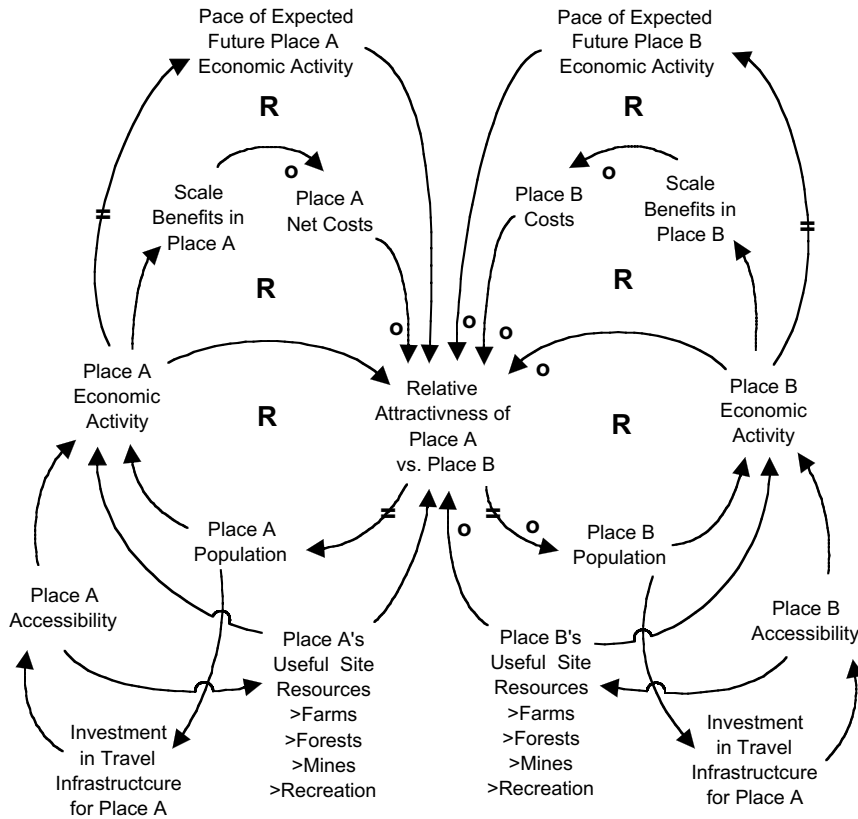 Pace of Expected
Future Place A
Economic Activity
Pace of Expected
Future Place B
Economic Activity
R
R
o
o
Scale
Benefits in
Place A
Place A
Net Costs
Place B
Costs
Scale
Benefits in
Place B
=
=
R
R
o
o
o
o
Place A
Economic
Activity
Relative
Attractivness of
Place A
vs. Place B
Place B
Economic
Activity
R
R
=
=
o
o
Place A
Population
Place B
Population
Place A
Accessibility
Place B
Accessibility
Place A's
Useful Site
Resources
>Farms
>Forests
>Mines
>Recreation
Place B's
Useful Site
Resources
>Farms
>Forests
>Mines
>Recreation
Investment
in Travel
Infrastructcure
for Place A
Investment
in Travel
Infrastructcure
for Place A